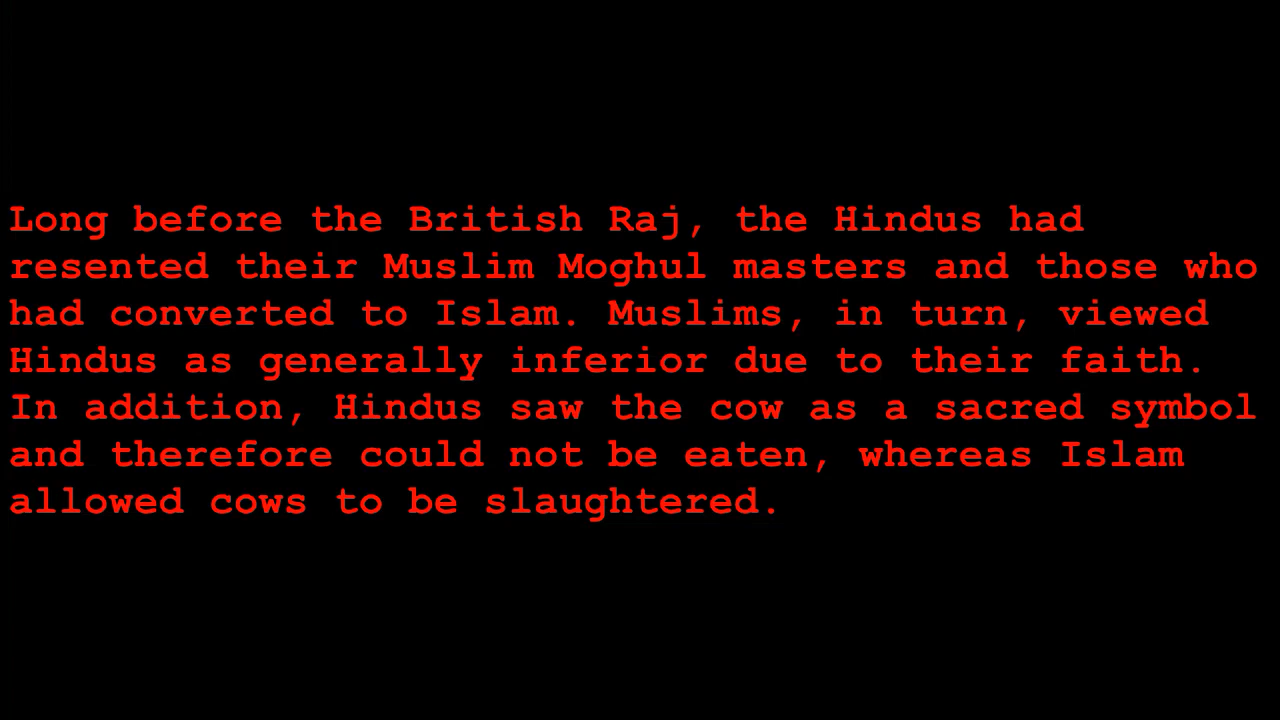 Long before the British Raj, the Hindus had
resented their Muslim Moghul masters and those who
had converted to Islam. Muslims, in turn, viewed
Hindus as generally inferior due to their faith.
In addition, Hindus saw the cow as a sacred symbol
and therefore could not be eaten, whereas Islam
allowed cows to be slaughtered.